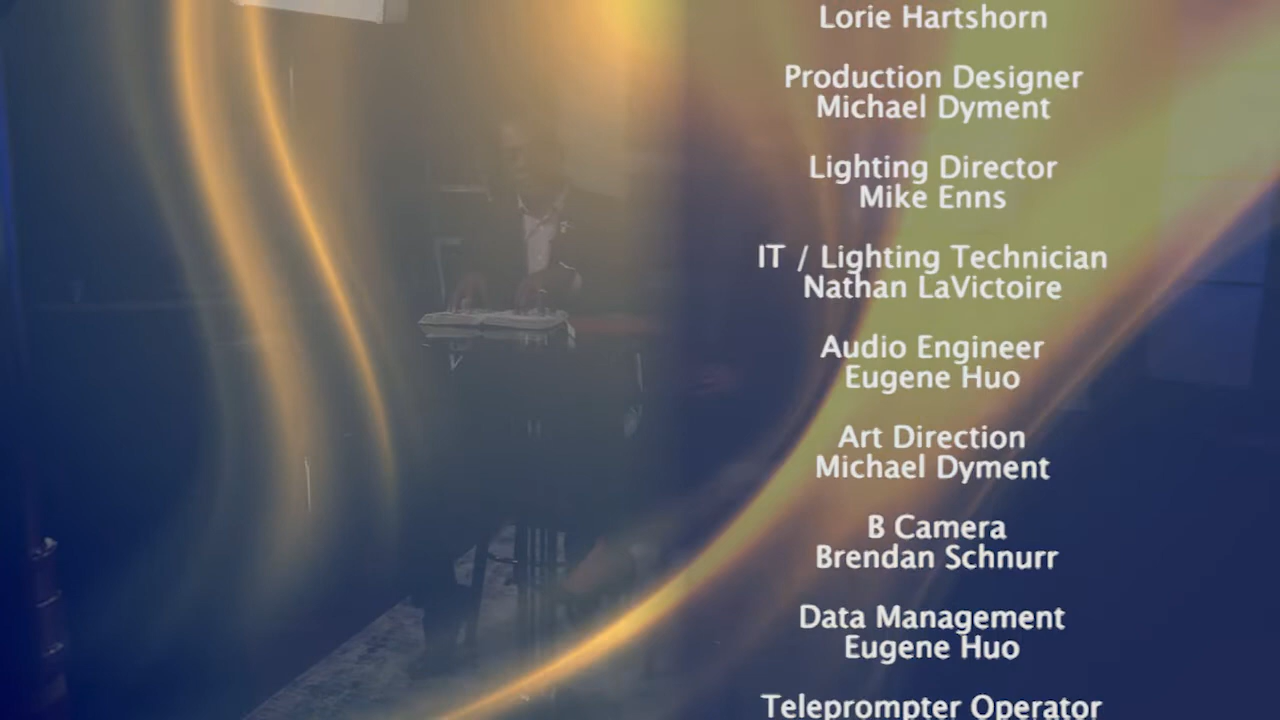 Lorie Hartshorn
Production Designer
Michael Dyment
Lighting Director
Mike Enns
IT / Lighting Technician
Nathan LaVictoire
Audio Engineer
Eugene Huo
Art Direction
Michael Dyment
B Camera
Brendan Schnurr
Data Management
Eugene Huo
Teleprompter Operator